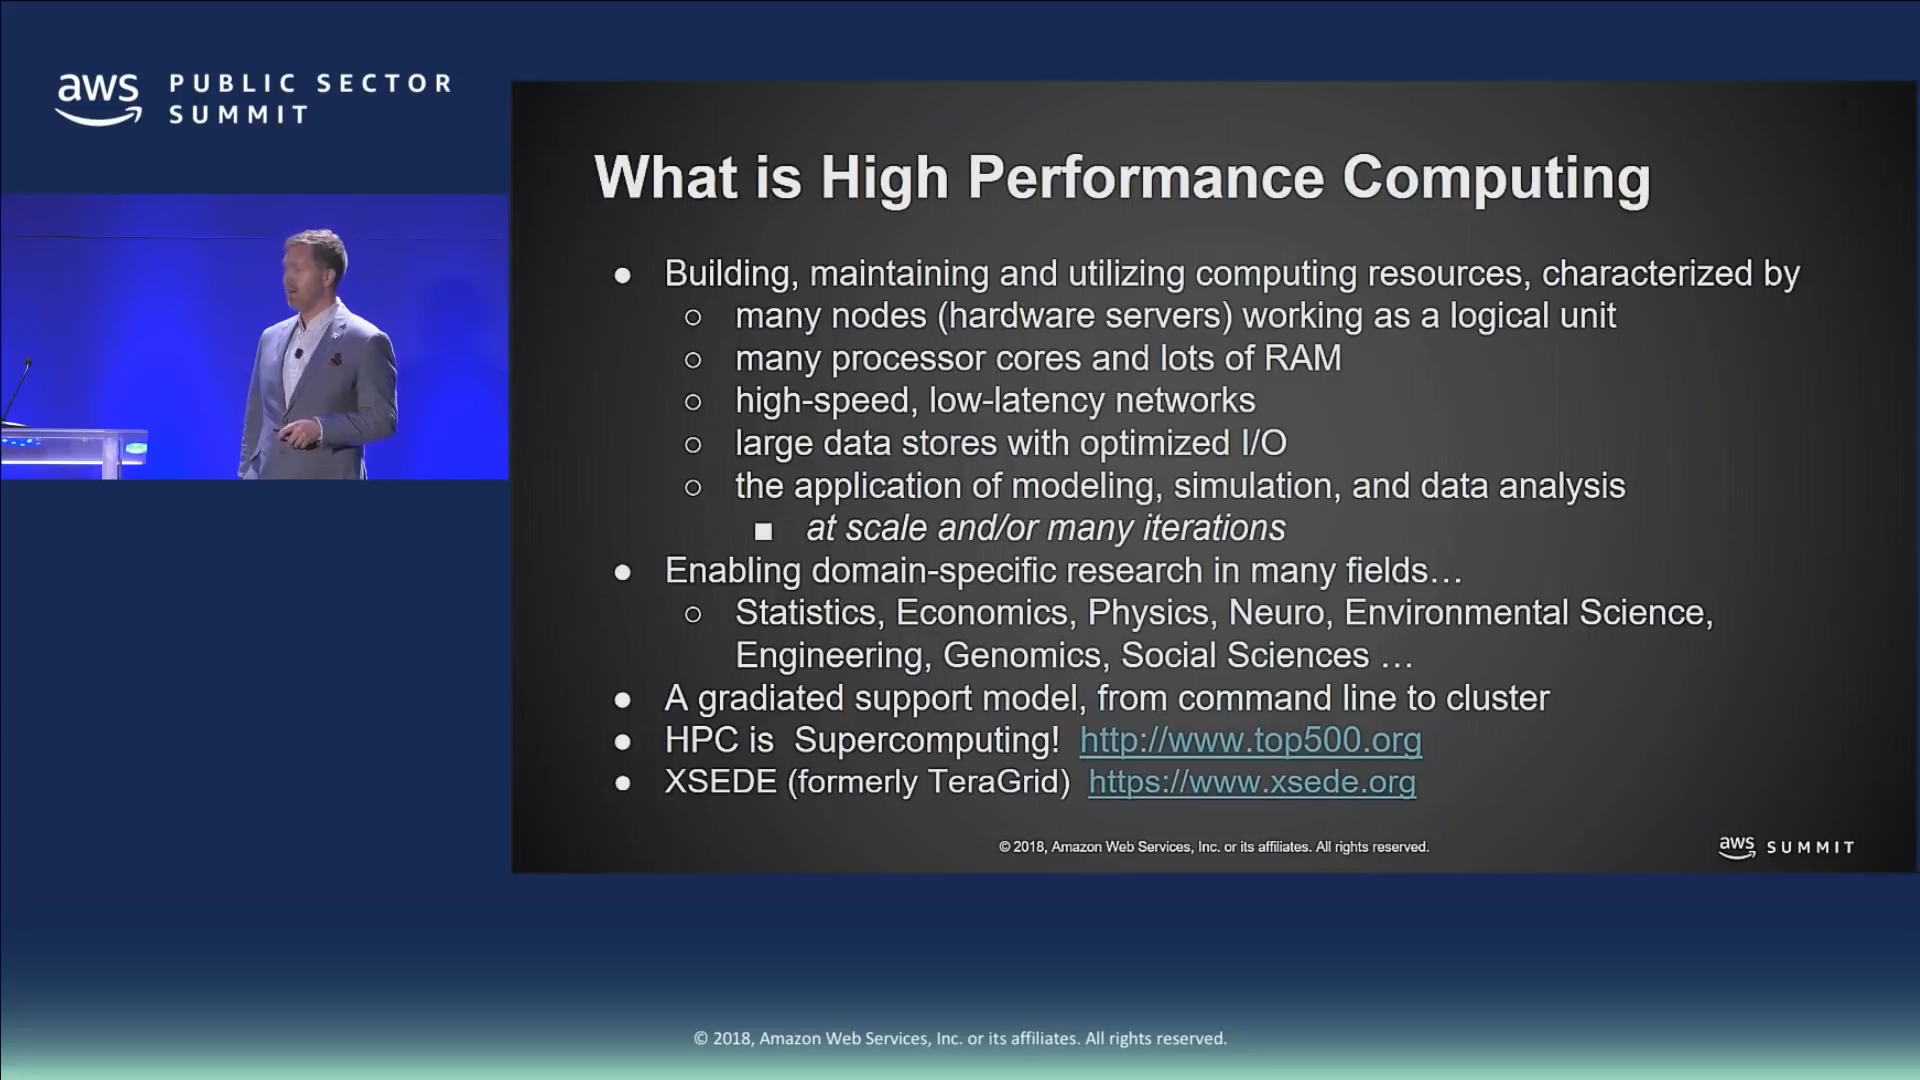 aws PUBLIC SECTOR
SUMMIT
What is High Performance Computing
● Building, maintaining and utilizing computing resources, characterized by
○ many nodes (hardware servers) working as a logical unit
○ many processor cores and lots of RAM
○ high-speed, low-latency networks
○ large data stores with optimized I/O
○ the application of modeling, simulation, and data analysis
■ at scale and/or many iterations
● Enabling domain-specific research in many fields…
○ Statistics, Economics, Physics, Neuro, Environmental Science,
Engineering, Genomics, Social Sciences …
● A gradiated support model, from command line to cluster
● HPC is Supercomputing! http://www.top500.org
● XSEDE (formerly TeraGrid) https://www.xsede.org
© 2018, Amazon Web Services, Inc. or its affiliates. All rights reserved.
aws SUMMIT
© 2018, Amazon Web Services, Inc. or its affiliates. All rights reserved.